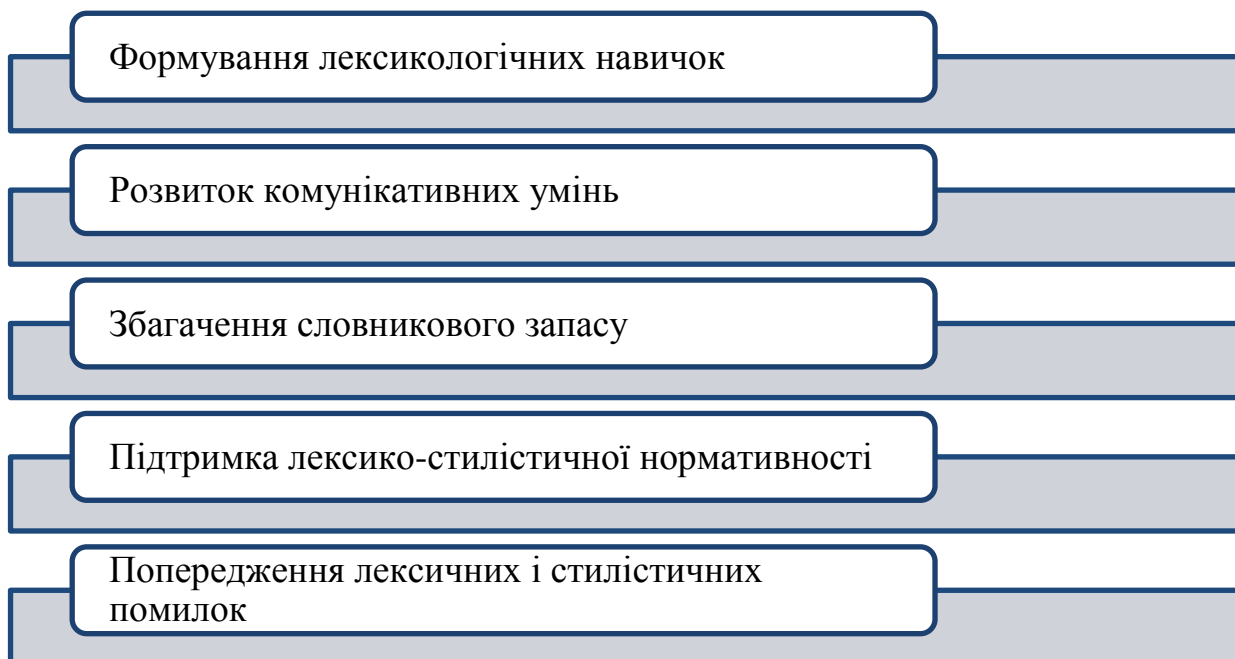 Формування лексикологічних навичок
Розвиток комунікативних умінь
Збагачення словникового запасу
Підтримка лексико-стилістичної нормативності
Попередження лексичних і стилістичних
помилок